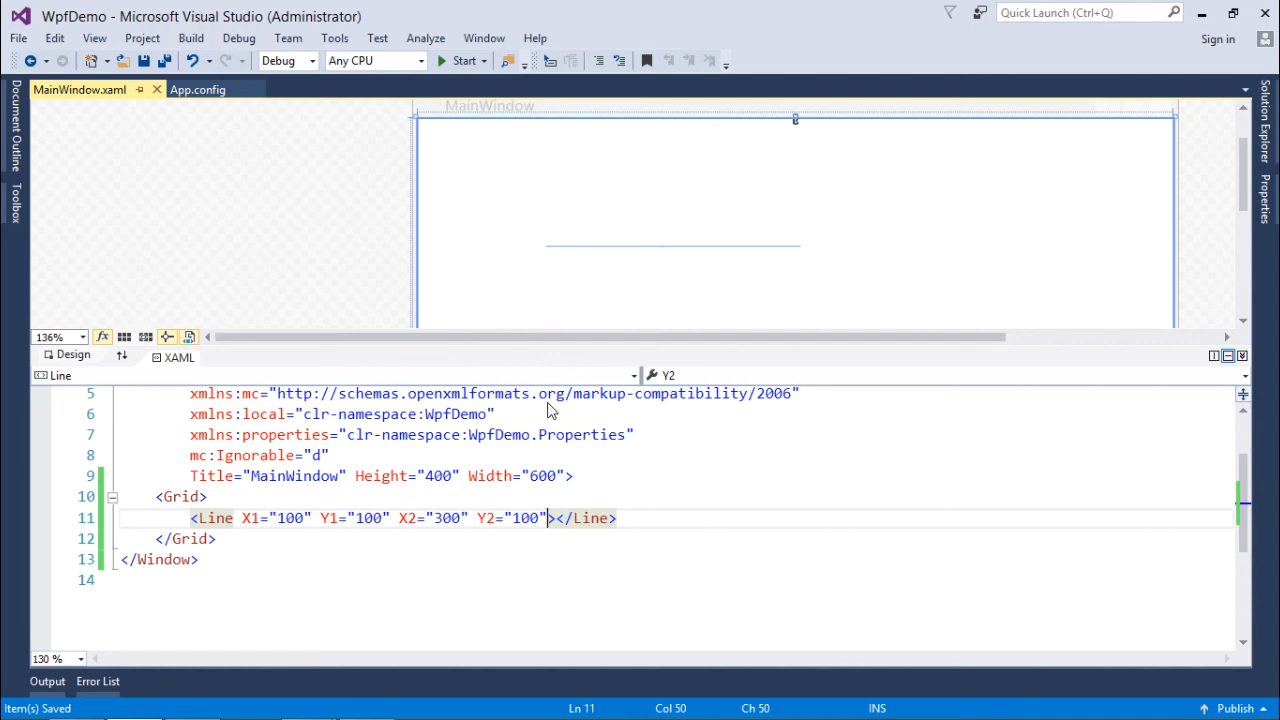 WpfDemo - Microsoft Visual Studio (Administrator)
Quick Launch (Ctrl+Q)
File Edit View Project Build Debug Team Tools Test Analyze Window Help
Sign in
Debug Any CPU Start
MainWindow.xaml App.config
Document Outline
Toolbox
Solution Explorer
Properties
MainWindow
136% fx
Design XAML
Line Y2
5 xmlns:mc="http://schemas.openxmlformats.org/markup-compatibility/2006"
6 xmlns:local="clr-namespace:WpfDemo"
7 xmlns:properties="clr-namespace:WpfDemo.Properties"
8 mc:Ignorable="d"
9 Title="MainWindow" Height="400" Width="600">
10 <Grid>
11 <Line X1="100" Y1="100" X2="300" Y2="100"></Line>
12 </Grid>
13 </Window>
14
130 %
Output Error List
Item(s) Saved Ln 11 Col 50 Ch 50 INS Publish